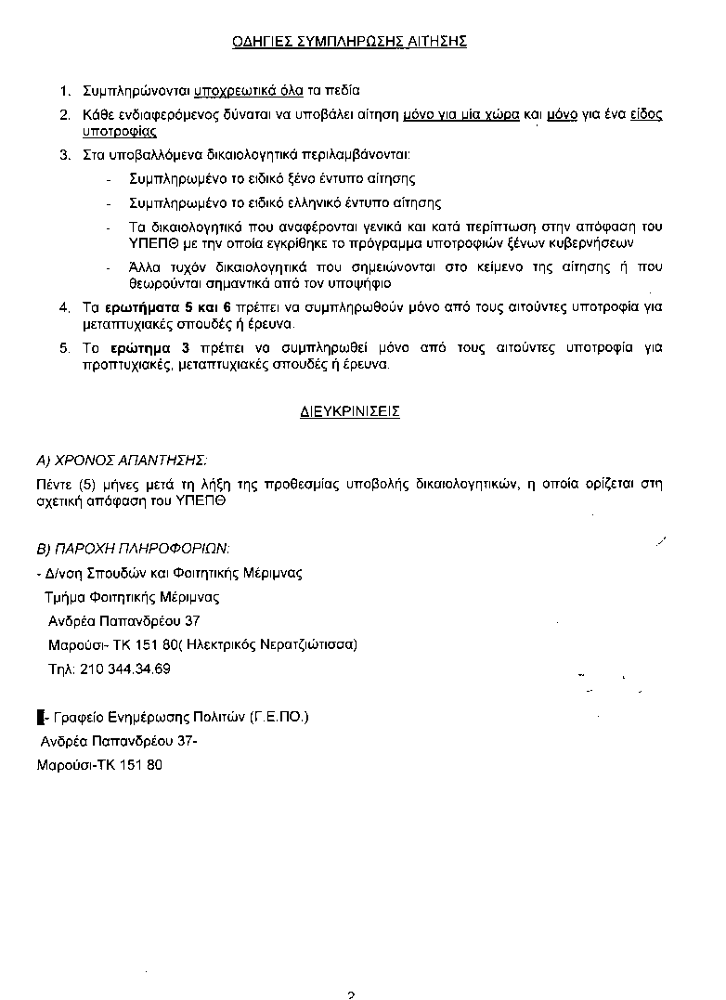 ΟΔΗΓΙΕΣ ΣΥΜΠΛΗΡΩΣΗΣ ΑΙΤΗΣΗΣ
1. Συμπληρώνονται υποχρεωτικά όλα τα πεδία
2. Κάθε ενδιαφερόμενος δύναται να υποβάλει αίτηση μόνο για μία χώρα και μόνο για ένα είδος
υποτροφίας
3. Στα υποβαλλόμενα δικαιολογητικά περιλαμβάνονται:
- Συμπληρωμένο το ειδικό ξένο έντυπο αίτησης
- Συμπληρωμένο το ειδικό ελληνικό έντυπο αίτησης
- Τα δικαιολογητικά που αναφέρονται γενικά και κατά περίπτωση στην απόφαση του
ΥΠΕΠΘ με την οποία εγκρίθηκε το πρόγραμμα υποτροφιών ξένων κυβερνήσεων
- Άλλα τυχόν δικαιολογητικά που σημειώνονται στο κείμενο της αίτησης ή που
θεωρούνται σημαντικά από τον υποψήφιο
4. Τα ερωτήματα 5 και 6 πρέπει να συμπληρωθούν μόνο από τους αιτούντες υποτροφία για
μεταπτυχιακές σπουδές ή έρευνα.
5. Το ερώτημα 3 πρέπει να συμπληρωθεί μόνο από τους αιτούντες υποτροφία για
προπτυχιακές, μεταπτυχιακές σπουδές ή έρευνα.
ΔΙΕΥΚΡΙΝΙΣΕΙΣ
Α) ΧΡΟΝΟΣ ΑΠΑΝΤΗΣΗΣ:
Πέντε (5) μήνες μετά τη λήξη της προθεσμίας υποβολής δικαιολογητικών, η οποία ορίζεται στη
σχετική απόφαση του ΥΠΕΠΘ
Β) ΠΑΡΟΧΗ ΠΛΗΡΟΦΟΡΙΩΝ:
- Δ/νση Σπουδών και Φοιτητικής Μέριμνας
Τμήμα Φοιτητικής Μέριμνας
Ανδρέα Παπανδρέου 37
Μαρούσι- ΤΚ 151 80( Ηλεκτρικός Νερατζιώτισσα)
Τηλ: 210 344.34.69
- Γραφείο Ενημέρωσης Πολιτών (Γ.Ε.ΠΟ.)
Ανδρέα Παπανδρέου 37-
Μαρούσι-ΤΚ 151 80
2